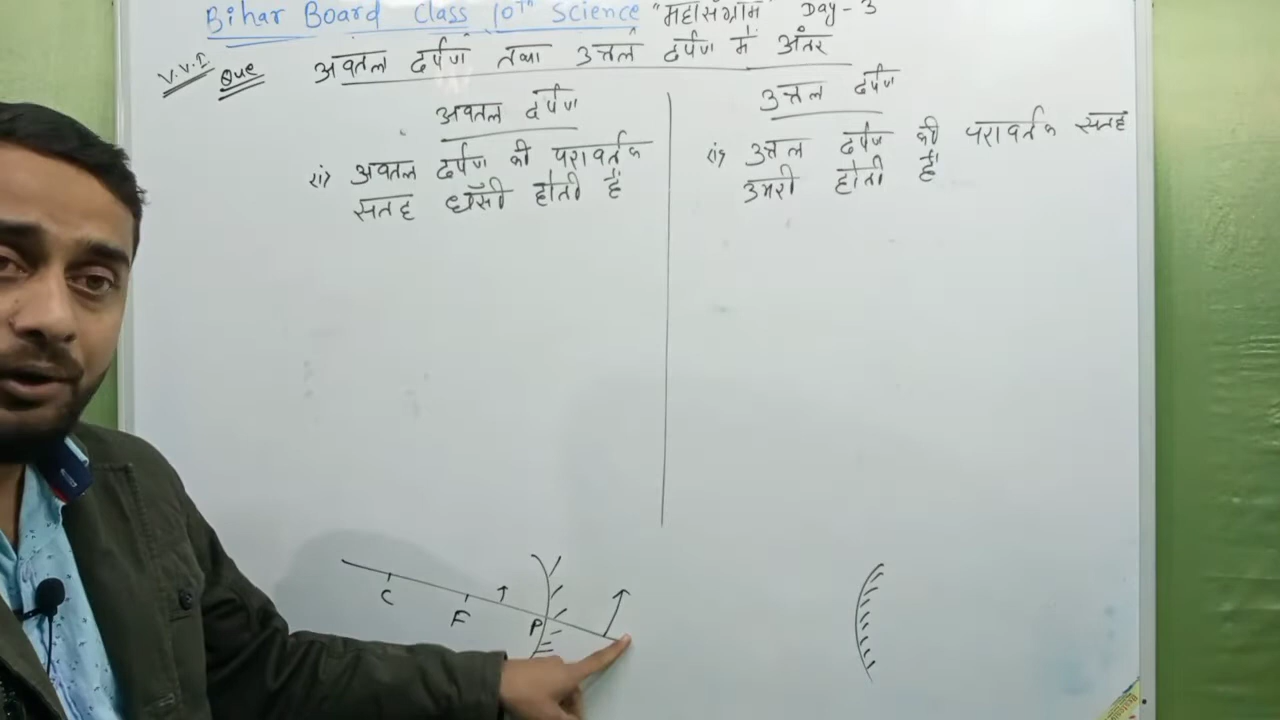 Bihar Board Class 10Th Science "महासंग्राम" Day - 3
V.V.I Que अवतल दर्पण तथा उत्तल दर्पण में अंतर
अवतल दर्पण
(i) अवतल दर्पण की परावर्तक
सतह धँसी होती है
उत्तल दर्पण
(i) उत्तल दर्पण की परावर्तक सतह
उभरी होती है
C F P